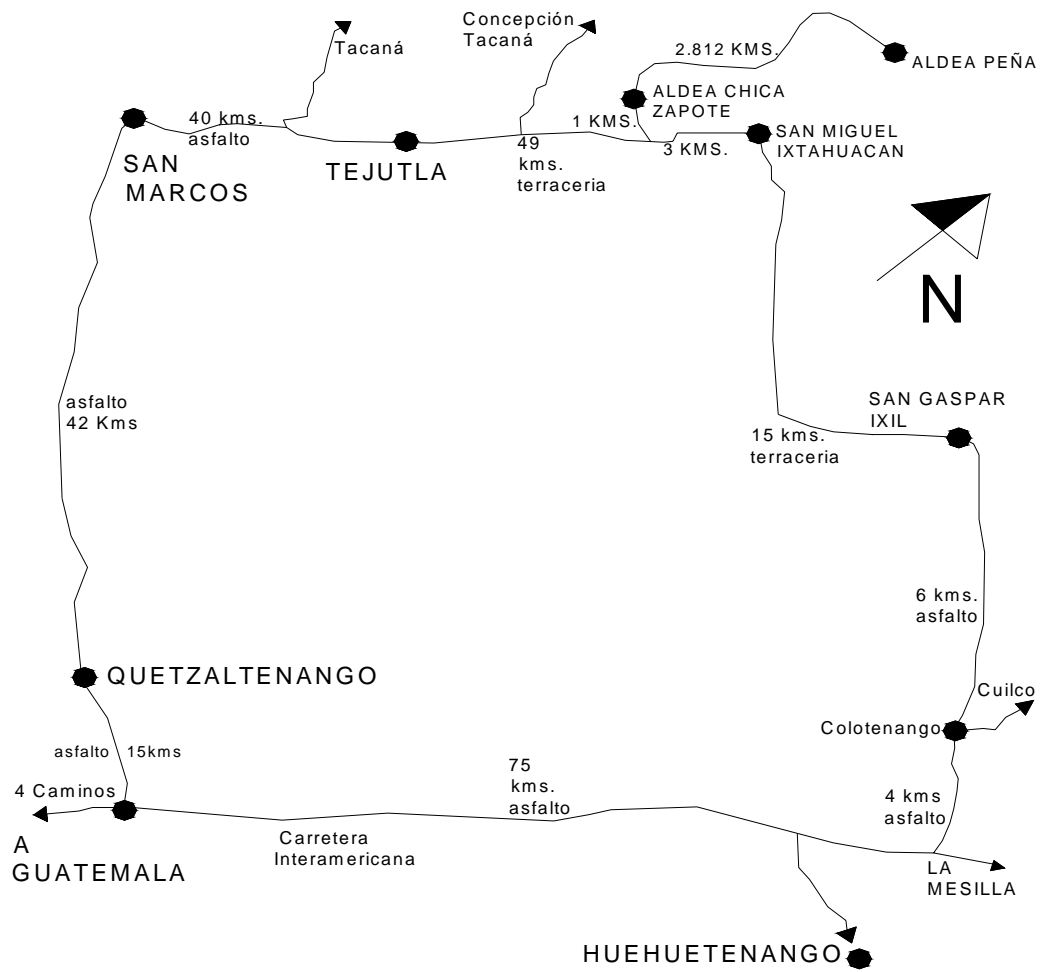 Concepción
Tacaná
Tacaná
2.812 KMS.
ALDEA PEÑA
ALDEA CHICA
ZAPOTE
40 kms.
asfalto
1 KMS.
SAN MIGUEL
IXTAHUACAN
3 KMS.
49
kms.
terraceria
SAN
MARCOS
TEJUTLA
N
asfalto
42 Kms
SAN GASPAR
IXIL
15 kms.
terraceria
6 kms.
asfalto
QUETZALTENANGO
Cuilco
Colotenango
asfalto 15kms
4 Caminos
75
kms.
asfalto
4 kms
asfalto
A
GUATEMALA
Carretera
Interamericana
LA
MESILLA
HUEHUETENANGO